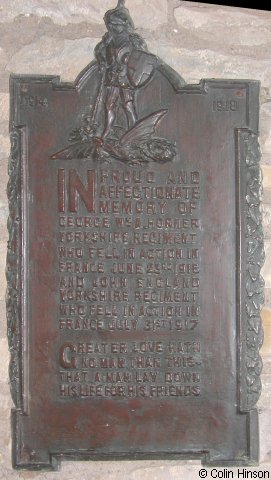 1914 1918
IN PROUD AND
AFFECTIONATE
MEMORY OF
GEORGE Wᴹ A. HORNER
YORKSHIRE REGIMENT
WHO FELL IN ACTION IN
FRANCE JUNE 29TH 1916
AND JOHN ENGLAND
YORKSHIRE REGIMENT
WHO FELL IN ACTION IN
FRANCE JULY 31ST 1917
GREATER LOVE HATH
NO MAN THAN THIS
THAT A MAN LAY DOWN
HIS LIFE FOR HIS FRIENDS
© Colin Hinson